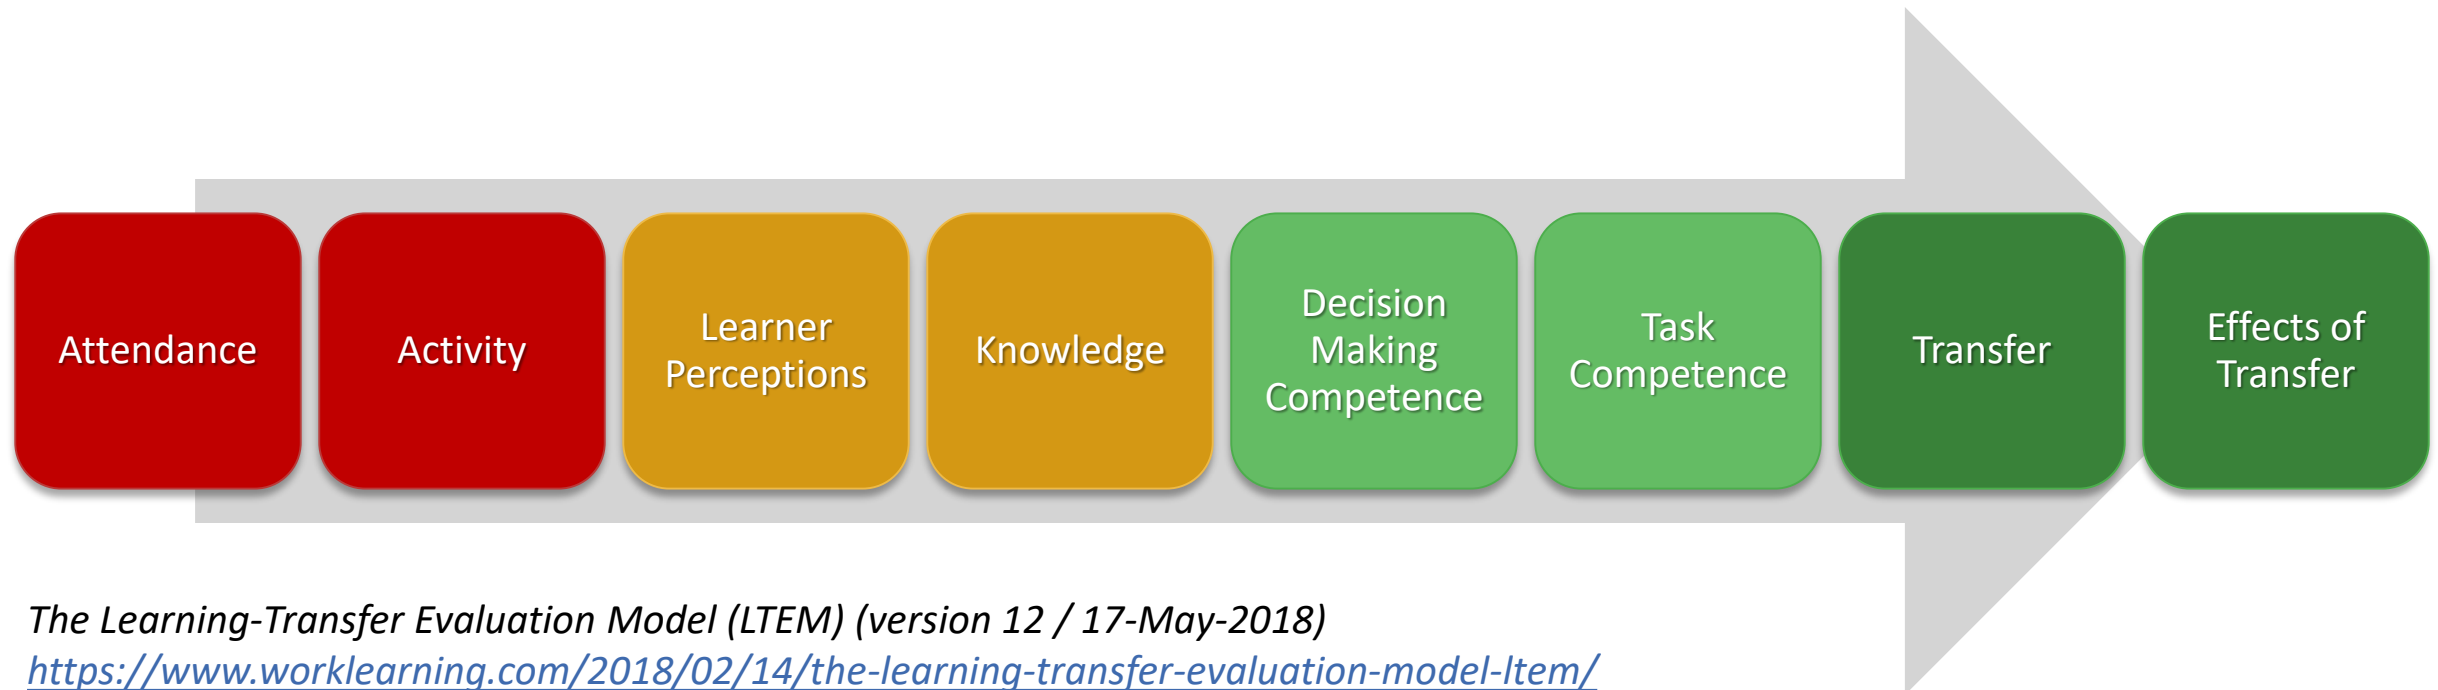 Attendance
Activity
Learner
Perceptions
Knowledge
Decision
Making
Competence
Task
Competence
Transfer
Effects of
Transfer
The Learning-Transfer Evaluation Model (LTEM) (version 12 / 17-May-2018)
https://www.worklearning.com/2018/02/14/the-learning-transfer-evaluation-model-ltem/